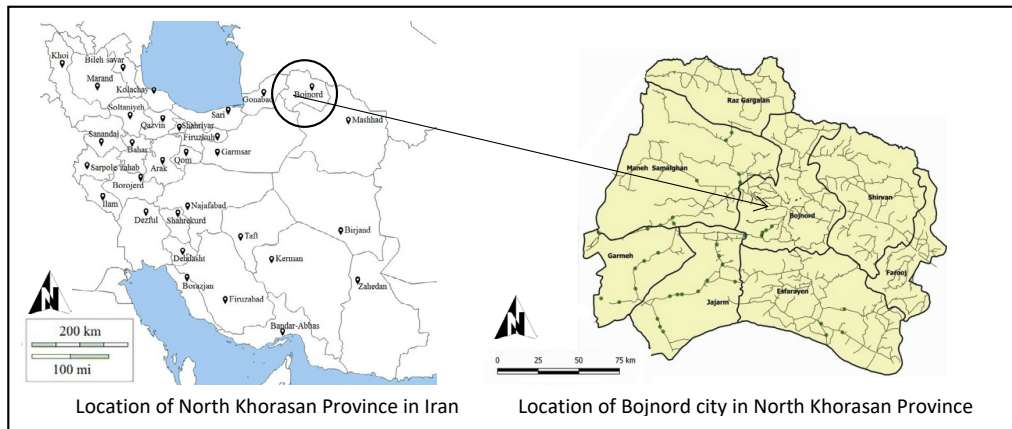 Khoi
Bileh savar
Marand
Kolachay
Soltaniyeh
Gonabad
Bojnord
Sari
Mashhad
Qazvin
Shahriyar
Sanandaj
Firuzkuh
Bahar
Qom
Garmsar
Sarpole zahab
Arak
Borojerd
Ilam
Najafabad
Dezful
Shahrekurd
Taft
Birjand
Dehdasht
Kerman
Borazjan
Zahedan
Firuzabad
Bandar-Abbas
N
200 km
100 mi
Location of North Khorasan Province in Iran
Raz Gargalan
Maneh Samelghan
Shirvan
Bojnord
Garmeh
Farooj
Esfarayen
Jajarm
N
0 25 50 75 km
Location of Bojnord city in North Khorasan Province